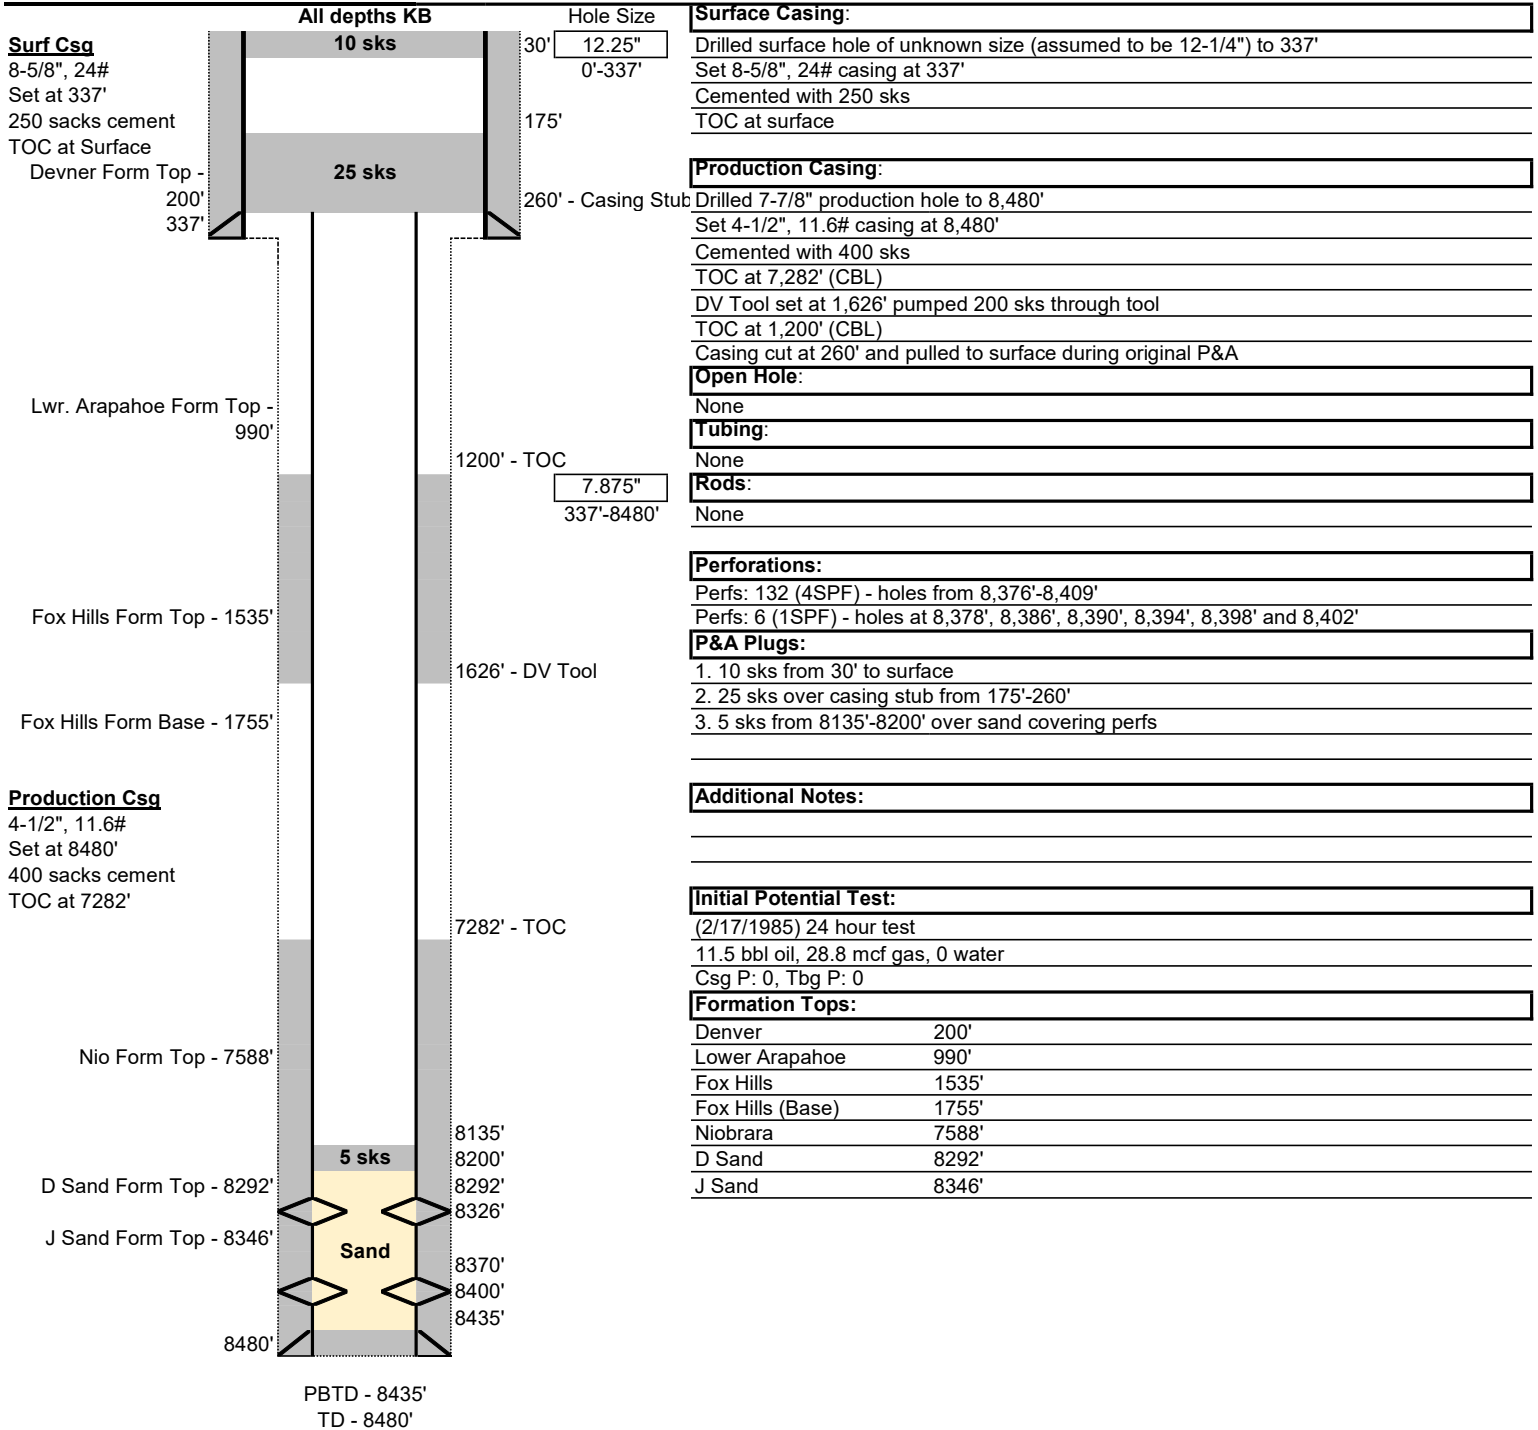 All depths KB
Hole Size
Surf Csg
8-5/8", 24#
Set at 337'
250 sacks cement
TOC at Surface
Devner Form Top -
200'
337'
10 sks
30'
12.25"
0'-337'
175'
25 sks
260' - Casing Stub
Lwr. Arapahoe Form Top -
990'
1200' - TOC
7.875"
337'-8480'
Fox Hills Form Top - 1535'
1626' - DV Tool
Fox Hills Form Base - 1755'
Production Csg
4-1/2", 11.6#
Set at 8480'
400 sacks cement
TOC at 7282'
7282' - TOC
Nio Form Top - 7588'
8135'
5 sks
8200'
D Sand Form Top - 8292'
8292'
8326'
J Sand Form Top - 8346'
Sand
8370'
8400'
8435'
8480'
PBTD - 8435'
TD - 8480'
Surface Casing:
Drilled surface hole of unknown size (assumed to be 12-1/4") to 337'
Set 8-5/8", 24# casing at 337'
Cemented with 250 sks
TOC at surface
Production Casing:
Drilled 7-7/8" production hole to 8,480'
Set 4-1/2", 11.6# casing at 8,480'
Cemented with 400 sks
TOC at 7,282' (CBL)
DV Tool set at 1,626' pumped 200 sks through tool
TOC at 1,200' (CBL)
Casing cut at 260' and pulled to surface during original P&A
Open Hole:
None
Tubing:
None
Rods:
None
Perforations:
Perfs: 132 (4SPF) - holes from 8,376'-8,409'
Perfs: 6 (1SPF) - holes at 8,378', 8,386', 8,390', 8,394', 8,398' and 8,402'
P&A Plugs:
1. 10 sks from 30' to surface
2. 25 sks over casing stub from 175'-260'
3. 5 sks from 8135'-8200' over sand covering perfs
Additional Notes:
Initial Potential Test:
(2/17/1985) 24 hour test
11.5 bbl oil, 28.8 mcf gas, 0 water
Csg P: 0, Tbg P: 0
Formation Tops:
Denver 200'
Lower Arapahoe 990'
Fox Hills 1535'
Fox Hills (Base) 1755'
Niobrara 7588'
D Sand 8292'
J Sand 8346'